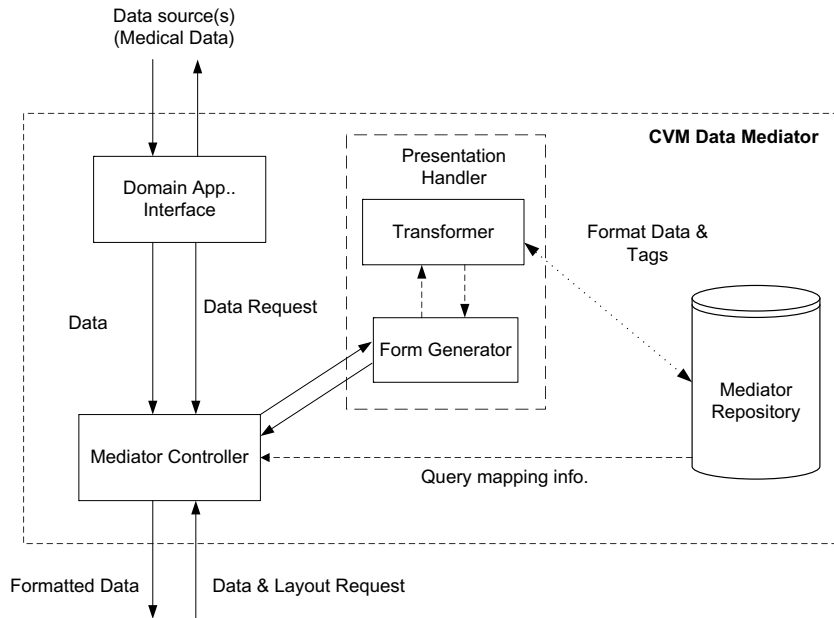 Data source(s)
(Medical Data)
CVM Data Mediator
Presentation
Handler
Domain App..
Interface
Transformer
Format Data &
Tags
Data Request
Data
Form Generator
Mediator
Repository
Mediator Controller
Query mapping info.
Formatted Data
Data & Layout Request